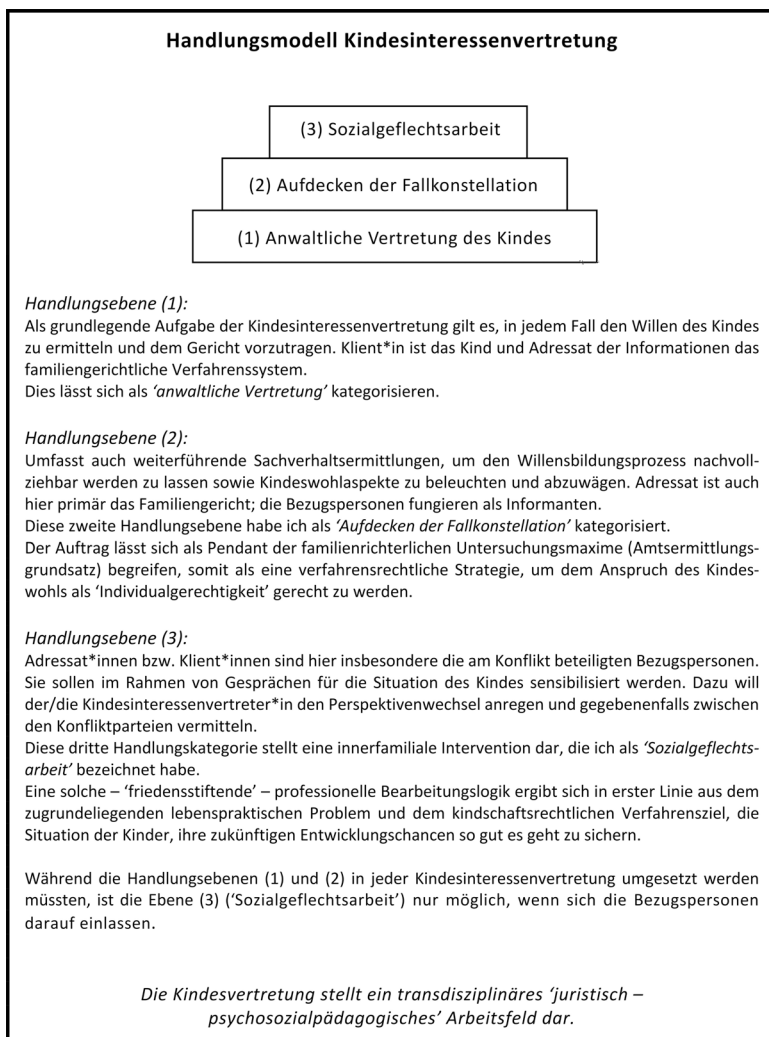 Handlungsmodell Kindesinteressenvertretung
(3) Sozialgeflechtsarbeit
(2) Aufdecken der Fallkonstellation
(1) Anwaltliche Vertretung des Kindes
Handlungsebene (1):
Als grundlegende Aufgabe der Kindesinteressenvertretung gilt es, in jedem Fall den Willen des Kindes
zu ermitteln und dem Gericht vorzutragen. Klient*in ist das Kind und Adressat der Informationen das
familiengerichtliche Verfahrenssystem.
Dies lässt sich als ‘anwaltliche Vertretung’ kategorisieren.
Handlungsebene (2):
Umfasst auch weiterführende Sachverhaltsermittlungen, um den Willensbildungsprozess nachvoll-
ziehbar werden zu lassen sowie Kindeswohlaspekte zu beleuchten und abzuwägen. Adressat ist auch
hier primär das Familiengericht; die Bezugspersonen fungieren als Informanten.
Diese zweite Handlungsebene habe ich als ‘Aufdecken der Fallkonstellation’ kategorisiert.
Der Auftrag lässt sich als Pendant der familienrichterlichen Untersuchungsmaxime (Amtsermittlungs-
grundsatz) begreifen, somit als eine verfahrensrechtliche Strategie, um dem Anspruch des Kindes-
wohls als ‘Individualgerechtigkeit’ gerecht zu werden.
Handlungsebene (3):
Adressat*innen bzw. Klient*innen sind hier insbesondere die am Konflikt beteiligten Bezugspersonen.
Sie sollen im Rahmen von Gesprächen für die Situation des Kindes sensibilisiert werden. Dazu will
der/die Kindesinteressenvertreter*in den Perspektivenwechsel anregen und gegebenenfalls zwischen
den Konfliktparteien vermitteln.
Diese dritte Handlungskategorie stellt eine innerfamiliale Intervention dar, die ich als ‘Sozialgeflechts-
arbeit’ bezeichnet habe.
Eine solche – ‘friedensstiftende’ – professionelle Bearbeitungslogik ergibt sich in erster Linie aus dem
zugrundeliegenden lebenspraktischen Problem und dem kindschaftsrechtlichen Verfahrensziel, die
Situation der Kinder, ihre zukünftigen Entwicklungschancen so gut es geht zu sichern.
Während die Handlungsebenen (1) und (2) in jeder Kindesinteressenvertretung umgesetzt werden
müssten, ist die Ebene (3) (‘Sozialgeflechtsarbeit’) nur möglich, wenn sich die Bezugspersonen
darauf einlassen.
Die Kindesvertretung stellt ein transdisziplinäres ‘juristisch –
psychosozialpädagogisches’ Arbeitsfeld dar.